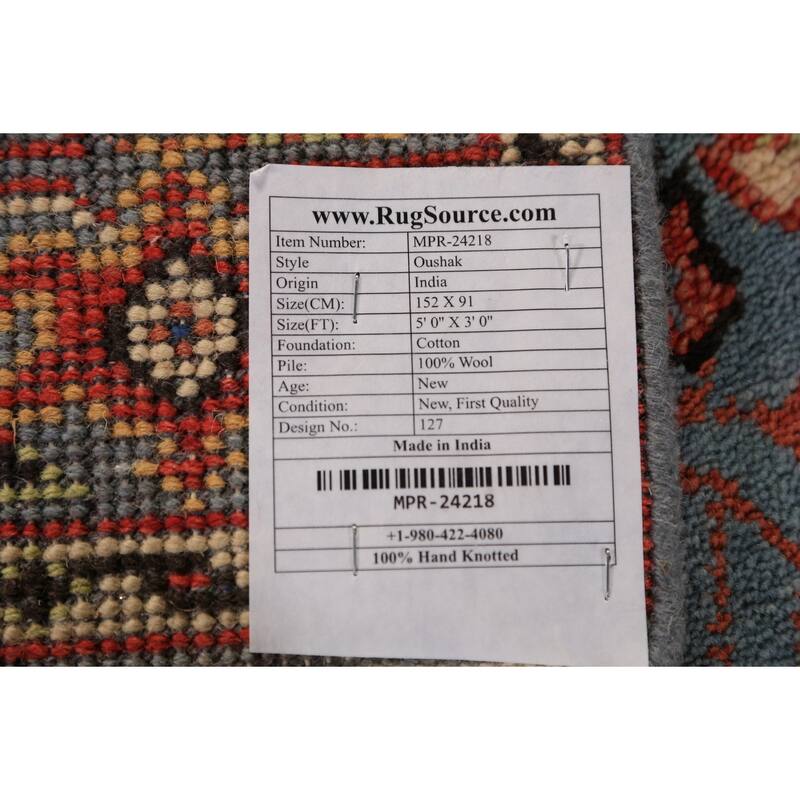 www.RugSource.com
Item Number: MPR-24218
Style Oushak
Origin India
Size(CM): 152 X 91
Size(FT): 5' 0" X 3' 0"
Foundation: Cotton
Pile: 100% Wool
Age: New
Condition: New, First Quality
Design No.: 127
Made in India
MPR-24218
+1-980-422-4080
100% Hand Knotted